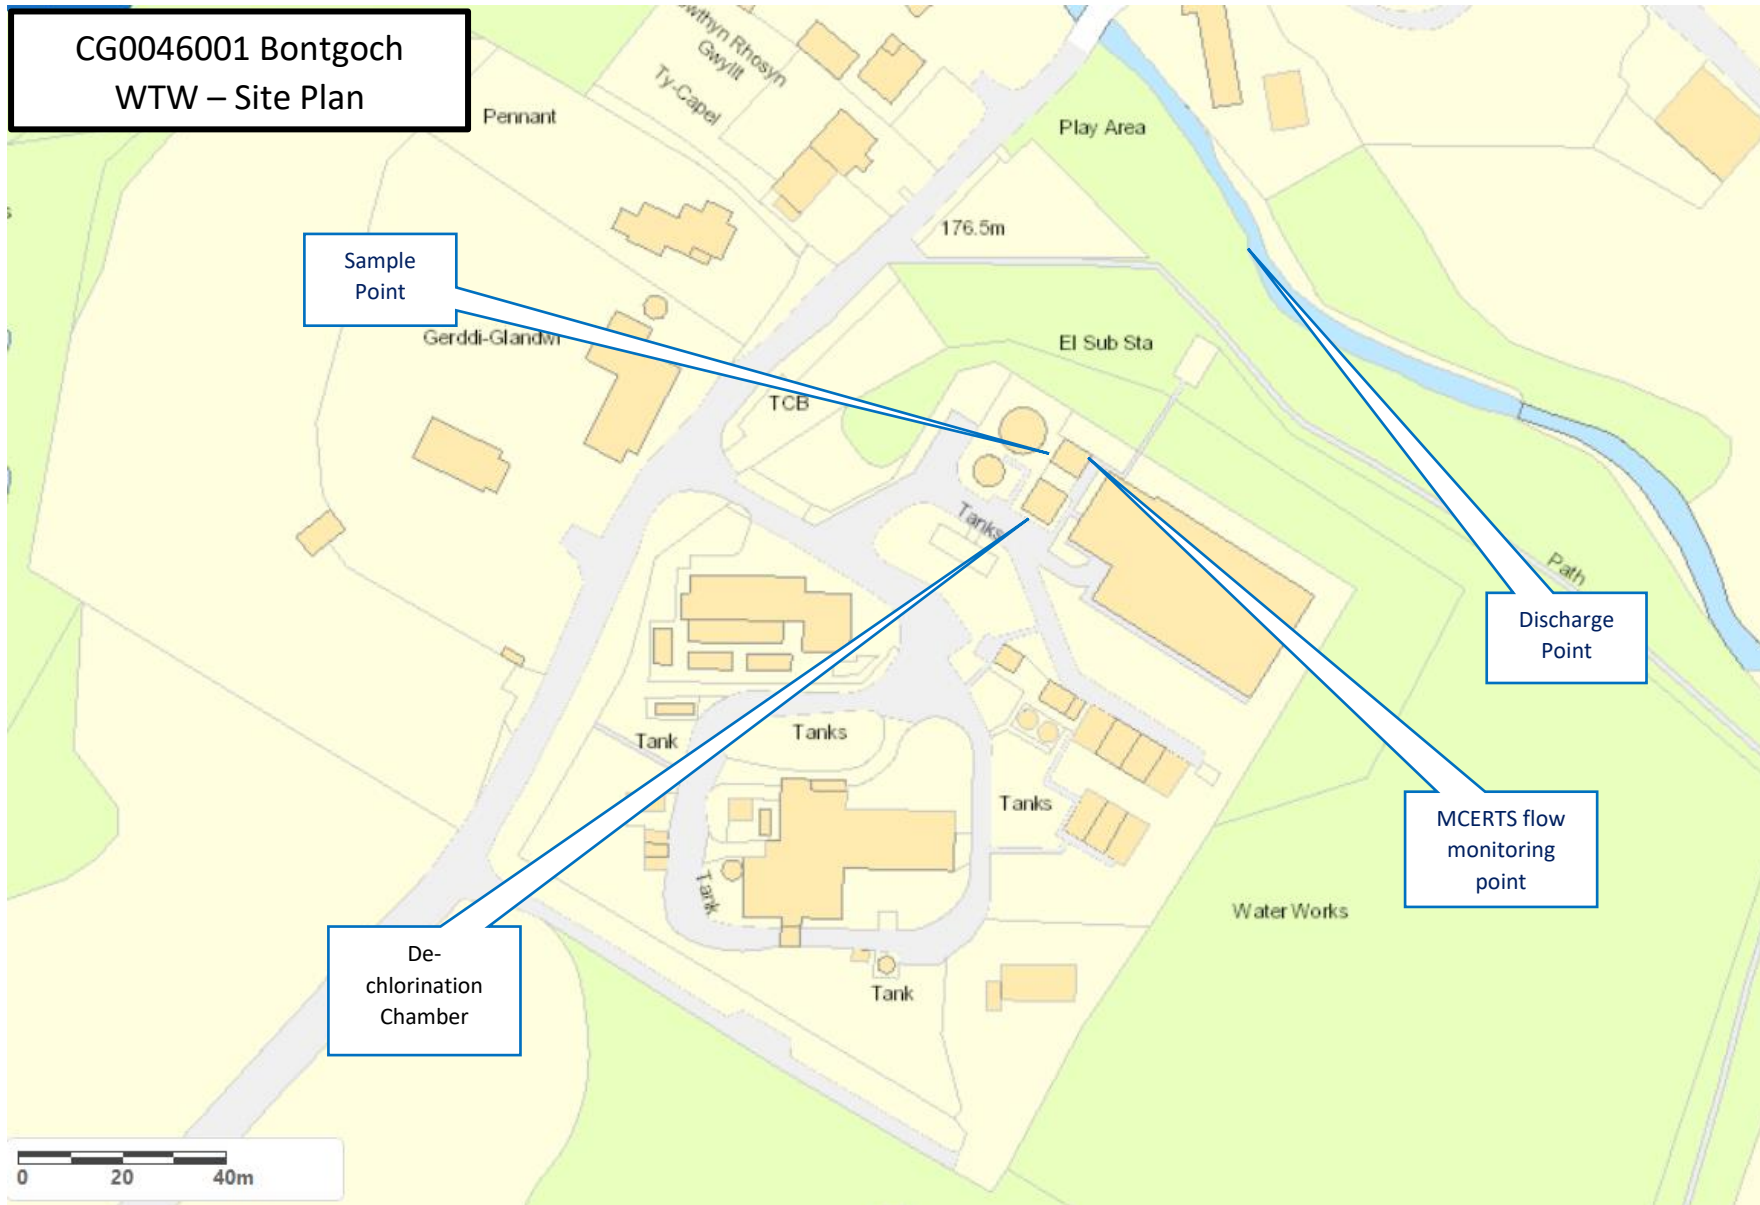 CG0046001 Bontgoch
WTW – Site Plan
Rhosyn
Gwyllt
Ty-Capel
Pennant
Play Area
176.5m
Sample
Point
Gerddi-Glandwr
El Sub Sta
TCB
Tanks
Path
Discharge
Point
Tank
Tanks
Tanks
MCERTS flow
monitoring
point
Tank
Water Works
De-
chlorination
Chamber
Tank
0 20 40m